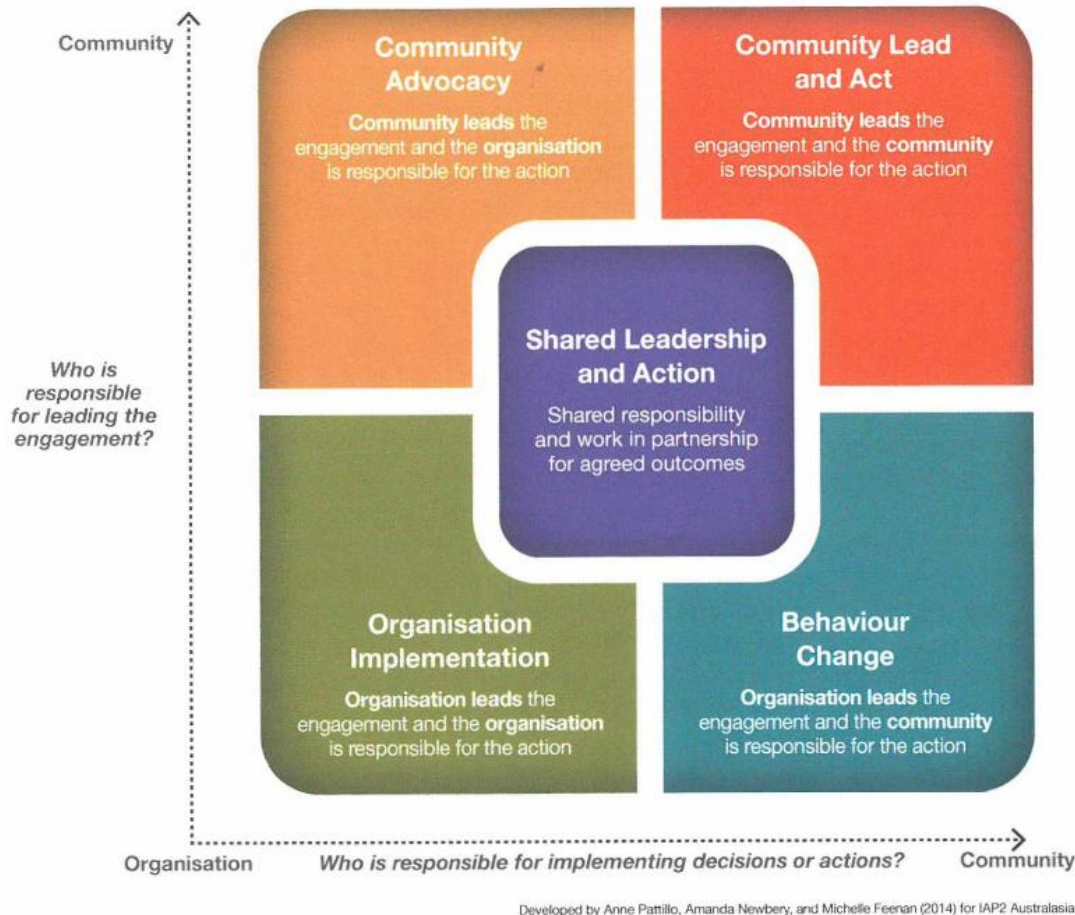 Community
Community
Advocacy
Community leads the
engagement and the organisation
is responsible for the action
Community Lead
and Act
Community leads the
engagement and the community
is responsible for the action
Who is
responsible
for leading the
engagement?
Shared Leadership
and Action
Shared responsibility
and work in partnership
for agreed outcomes
Organisation
Implementation
Organisation leads the
engagement and the organisation
is responsible for the action
Behaviour
Change
Organisation leads the
engagement and the community
is responsible for the action
Organisation
Who is responsible for implementing decisions or actions?
Community
Developed by Anne Pattillo, Amanda Newbery, and Michelle Feenan (2014) for IAP2 Australasia